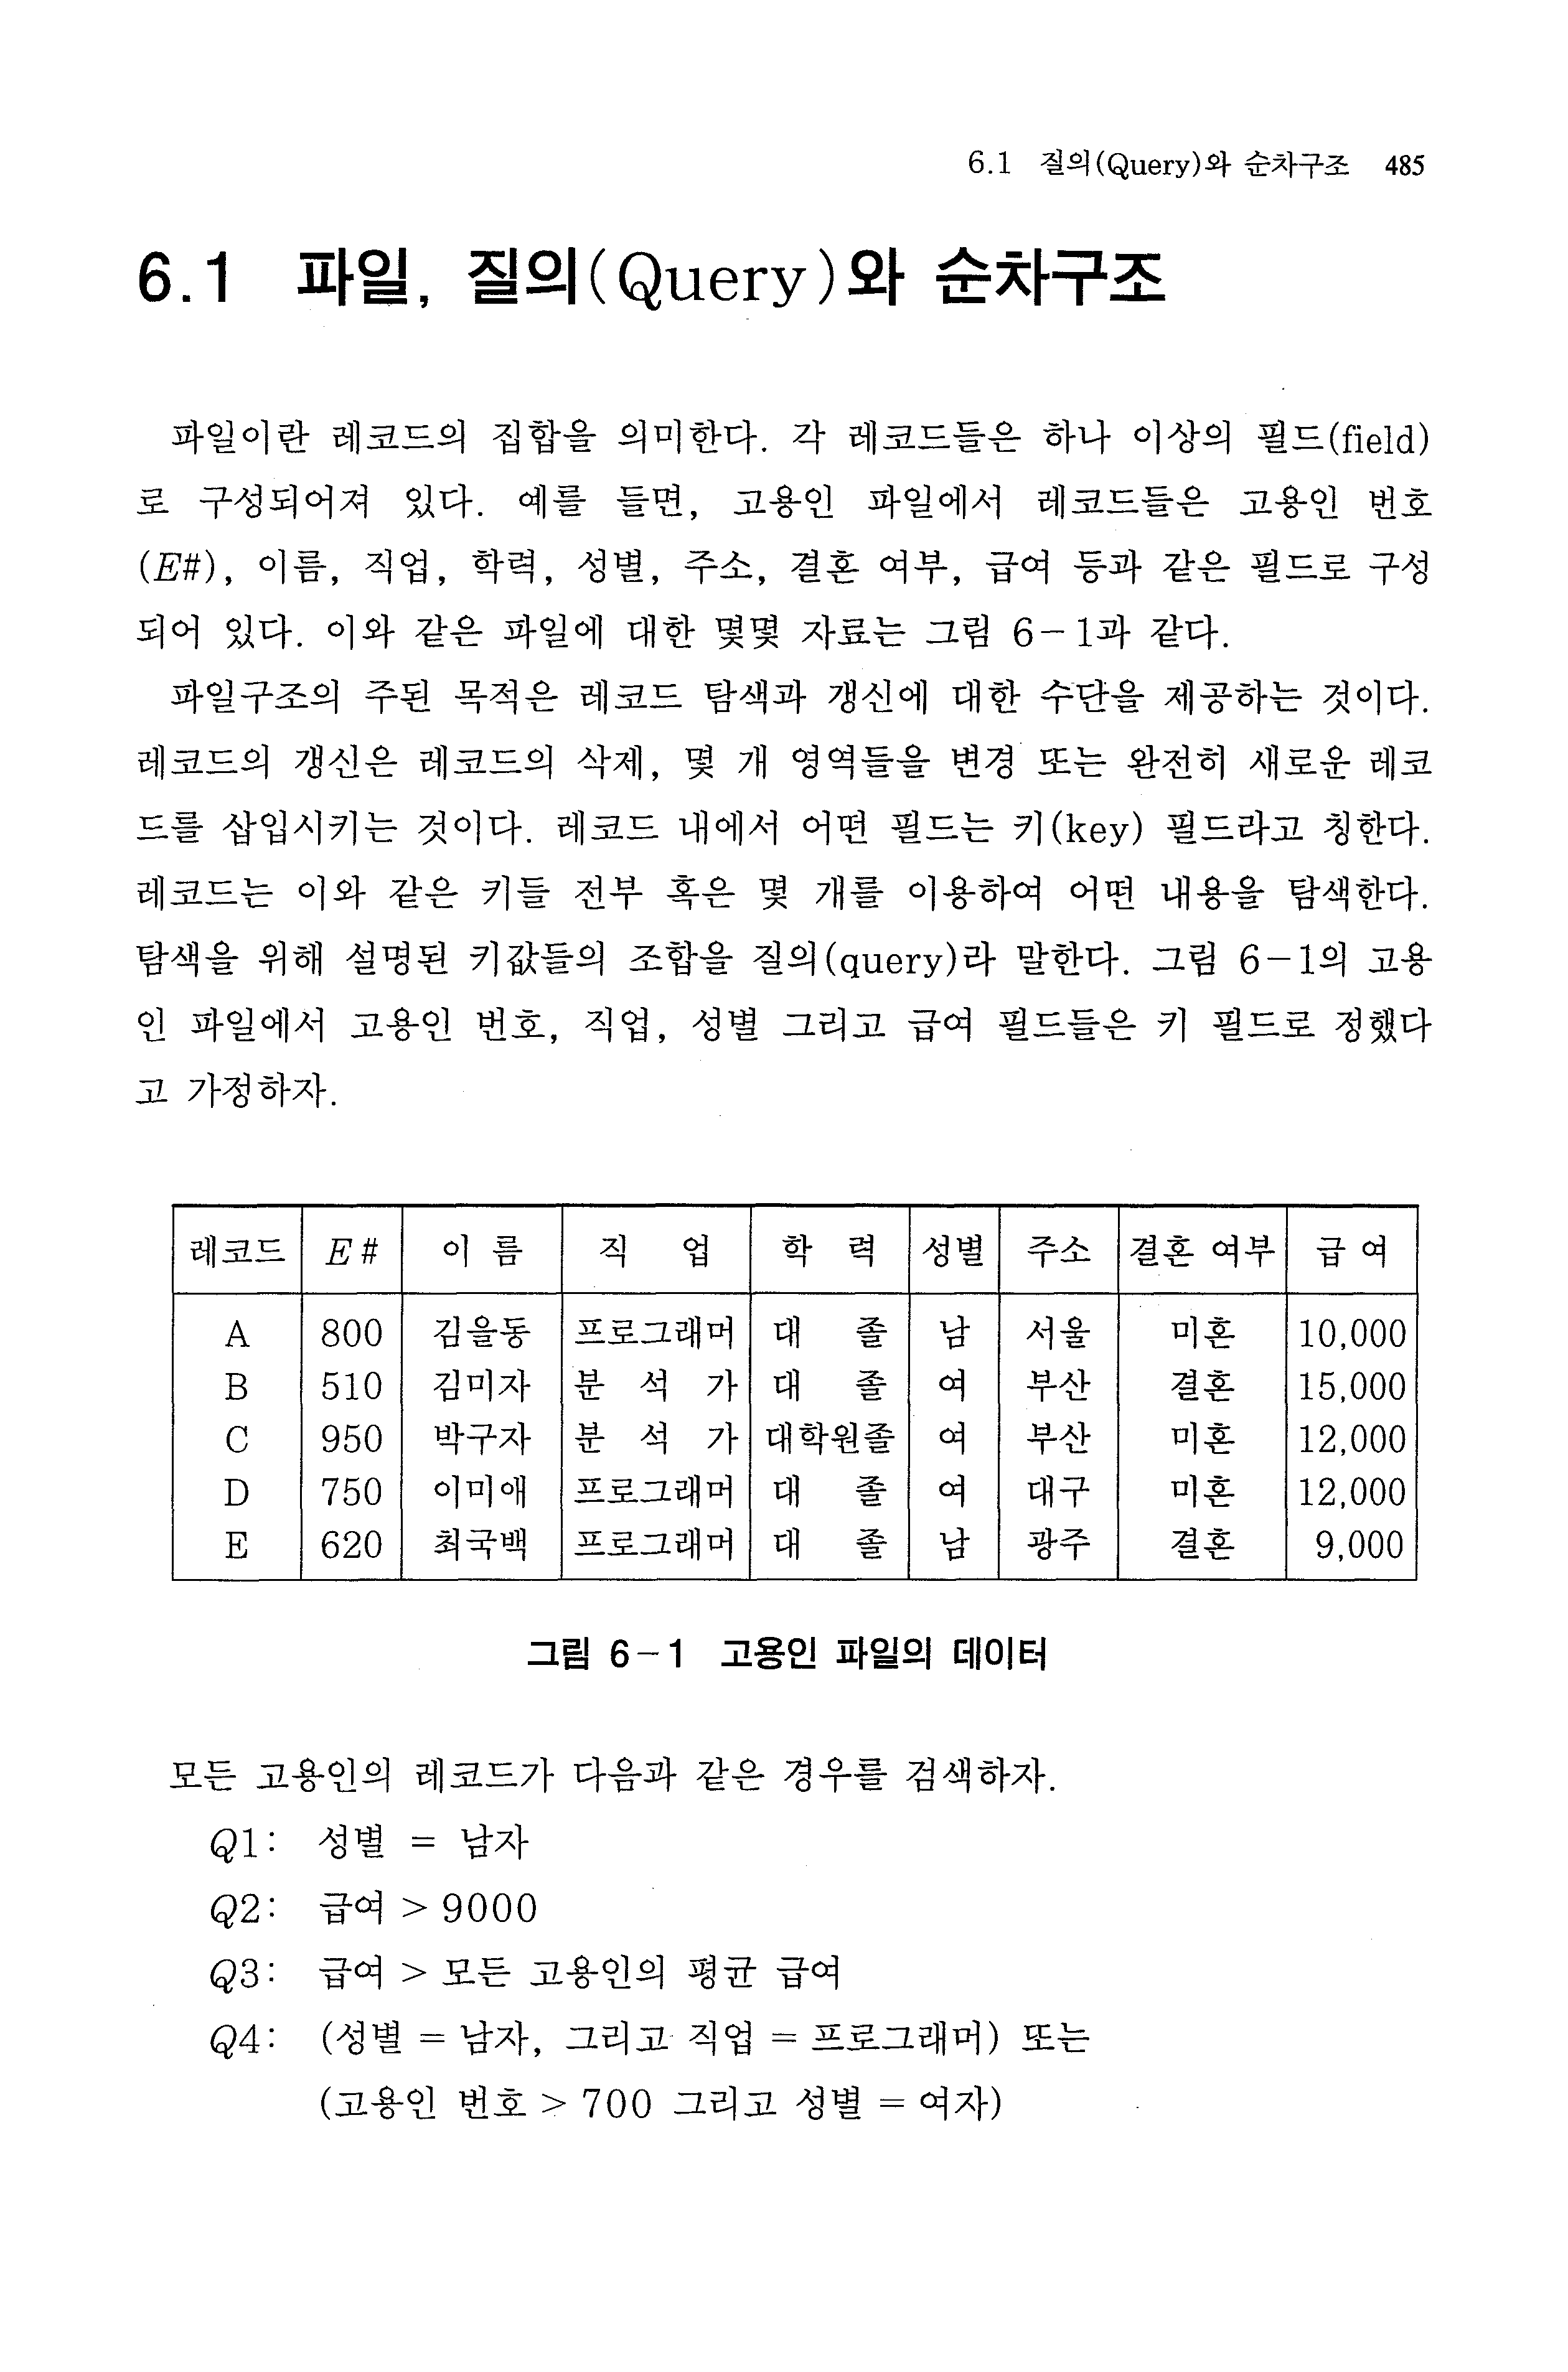 6.1 질의(Query)와 순차구조 485
6.1 파일, 질의(Query)와 순차구조
파일이란 레코드의 집합을 의미한다. 각 레코드들은 하나 이상의 필드(field)
로 구성되어져 있다. 예를 들면, 고용인 파일에서 레코드들은 고용인 번호
(E#), 이름, 직업, 학력, 성별, 주소, 결혼 여부, 급여 등과 같은 필드로 구성
되어 있다. 이와 같은 파일에 대한 몇몇 자료는 그림 6-1과 같다.
파일구조의 주된 목적은 레코드 탐색과 갱신에 대한 수단을 제공하는 것이다.
레코드의 갱신은 레코드의 삭제, 몇 개 영역들을 변경 또는 완전히 새로운 레코
드를 삽입시키는 것이다. 레코드 내에서 어떤 필드는 키(key) 필드라고 칭한다.
레코드는 이와 같은 키들 전부 혹은 몇 개를 이용하여 어떤 내용을 탐색한다.
탐색을 위해 설명된 키값들의 조합을 질의(query)라 말한다. 그림 6-1의 고용
인 파일에서 고용인 번호, 직업, 성별 그리고 급여 필드들은 키 필드로 정했다
고 가정하자.
레코드 E# 이름 직 업 학 력 성별 주소 결혼 여부 급여
A 800 김을동 프로그래머 대 졸 남 서울 미혼 10,000
B 510 김미자 분 석 가 대 졸 여 부산 결혼 15,000
C 950 박구자 분 석 가 대학원졸 여 부산 미혼 12,000
D 750 이미애 프로그래머 대 졸 여 대구 미혼 12,000
E 620 최국백 프로그래머 대 졸 남 광주 결혼 9,000
그림 6-1 고용인 파일의 데이터
모든 고용인의 레코드가 다음과 같은 경우를 검색하자.
Q1: 성별 = 남자
Q2: 급여 > 9000
Q3: 급여 > 모든 고용인의 평균 급여
Q4: (성별 = 남자, 그리고 직업 = 프로그래머) 또는
(고용인 번호 > 700 그리고 성별 = 여자)